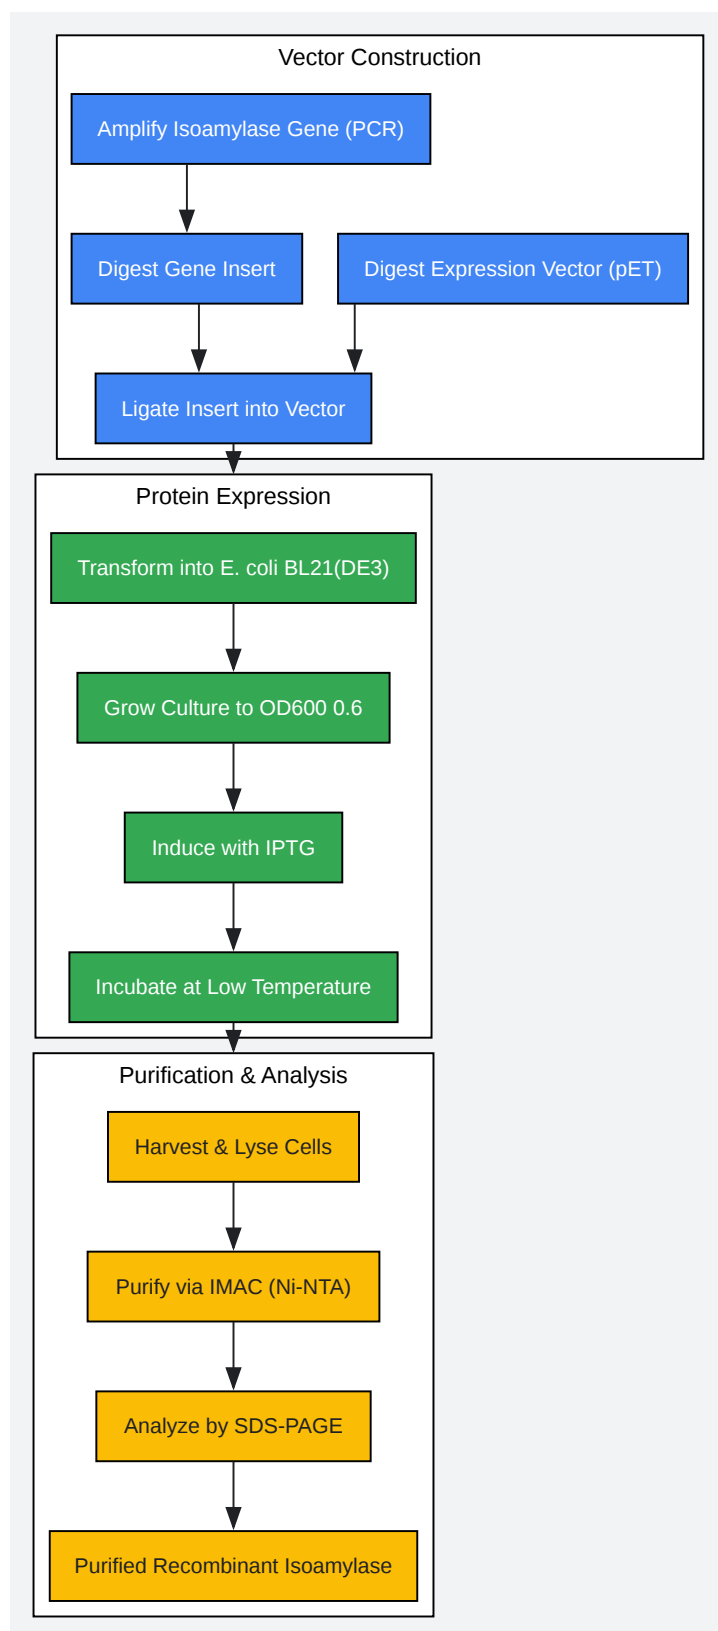 Vector Construction
Amplify Isoamylase Gene (PCR)
Digest Gene Insert
Digest Expression Vector (pET)
Ligate Insert into Vector
Protein Expression
Transform into E. coli BL21(DE3)
Grow Culture to OD600 0.6
Induce with IPTG
Incubate at Low Temperature
Purification & Analysis
Harvest & Lyse Cells
Purify via IMAC (Ni-NTA)
Analyze by SDS-PAGE
Purified Recombinant Isoamylase